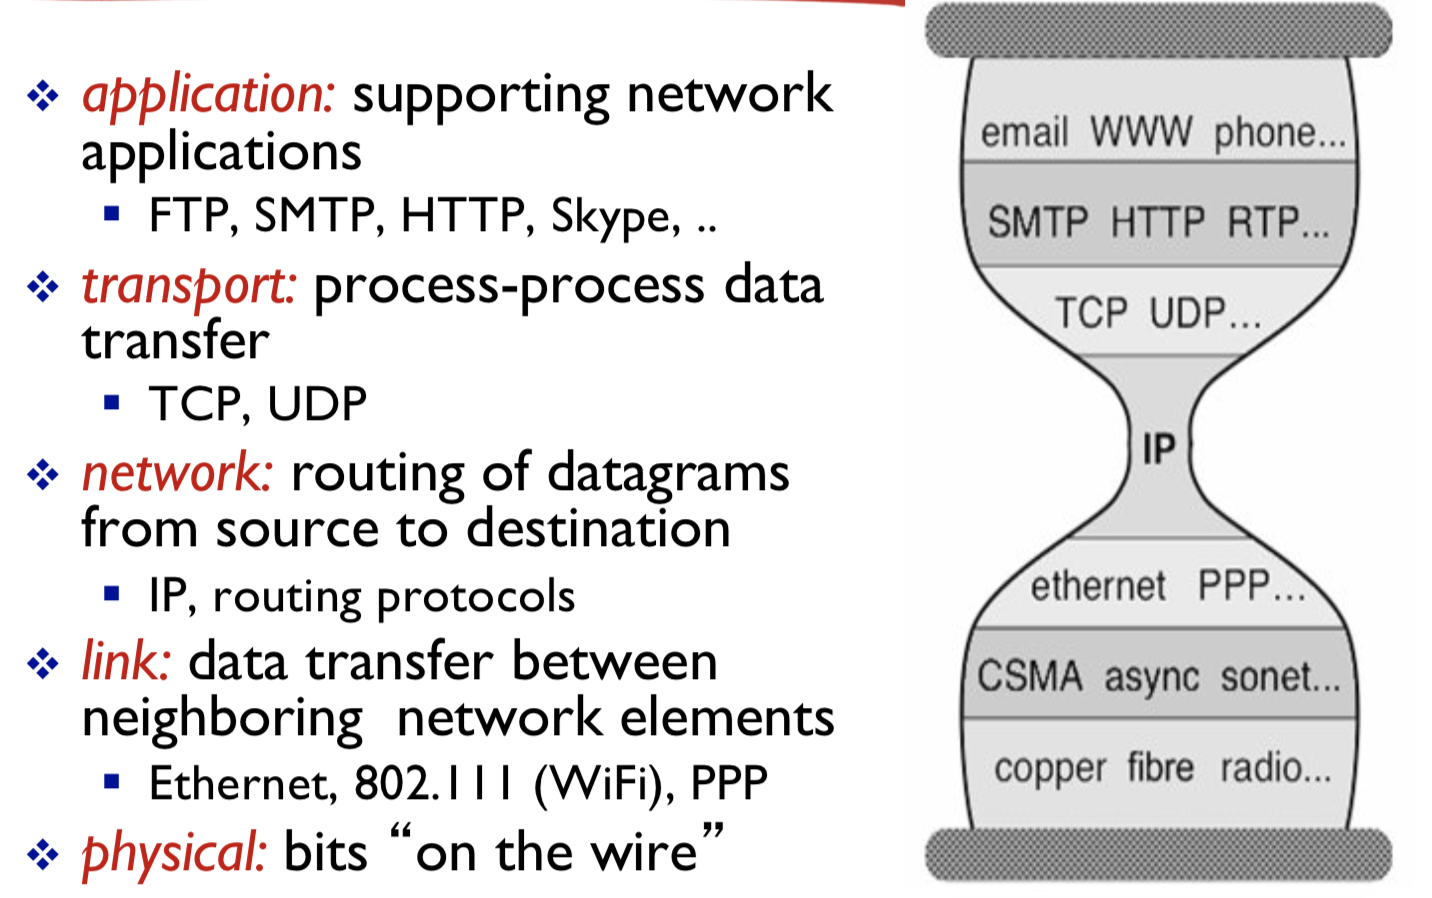 ❖ application: supporting network
applications
▪ FTP, SMTP, HTTP, Skype, ..
❖ transport: process-process data
transfer
▪ TCP, UDP
❖ network: routing of datagrams
from source to destination
▪ IP, routing protocols
❖ link: data transfer between
neighboring network elements
▪ Ethernet, 802.111 (WiFi), PPP
❖ physical: bits “on the wire”
email WWW phone...
SMTP HTTP RTP...
TCP UDP...
IP
ethernet PPP...
CSMA async sonet...
copper fibre radio...